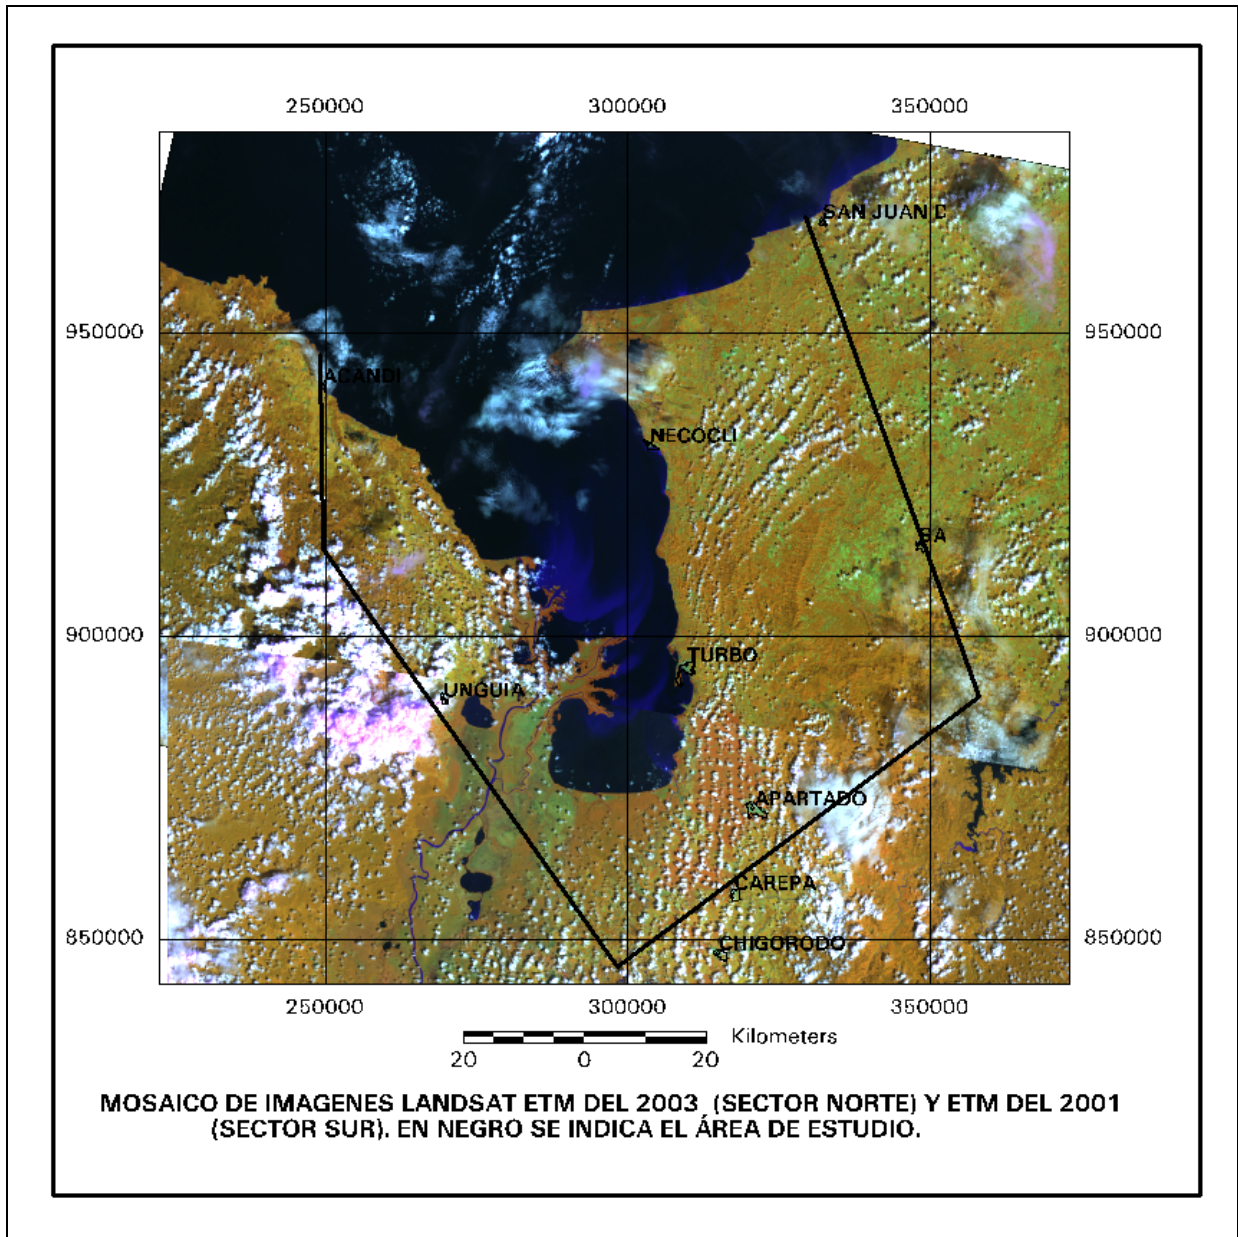 250000 300000 350000
SAN JUAN D
950000 950000
ACANDI
NECOCLI
SA
900000 900000
TURBO
UNGUIA
APARTADO
CAREPA
850000 850000
CHIGORODO
250000 300000 350000
Kilometers
20 0 20
MOSAICO DE IMAGENES LANDSAT ETM DEL 2003 (SECTOR NORTE) Y ETM DEL 2001
(SECTOR SUR). EN NEGRO SE INDICA EL ÁREA DE ESTUDIO.